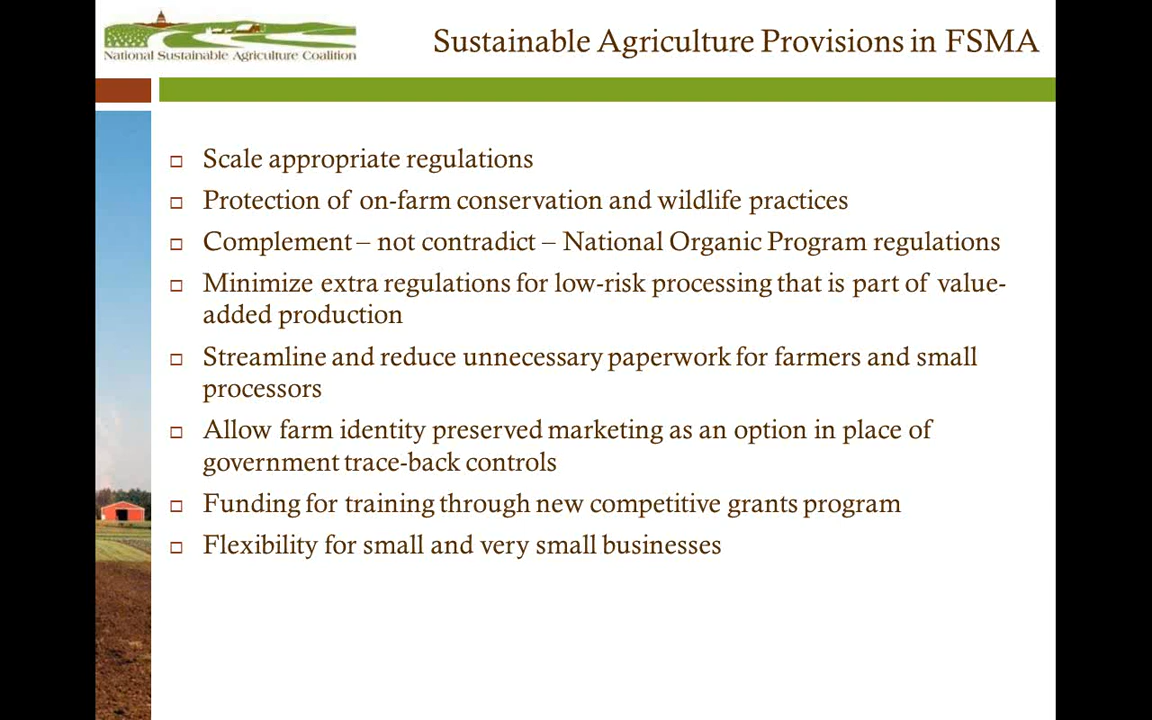 National Sustainable Agriculture Coalition
Sustainable Agriculture Provisions in FSMA
Scale appropriate regulations
Protection of on-farm conservation and wildlife practices
Complement – not contradict – National Organic Program regulations
Minimize extra regulations for low-risk processing that is part of value-
added production
Streamline and reduce unnecessary paperwork for farmers and small
processors
Allow farm identity preserved marketing as an option in place of
government trace-back controls
Funding for training through new competitive grants program
Flexibility for small and very small businesses